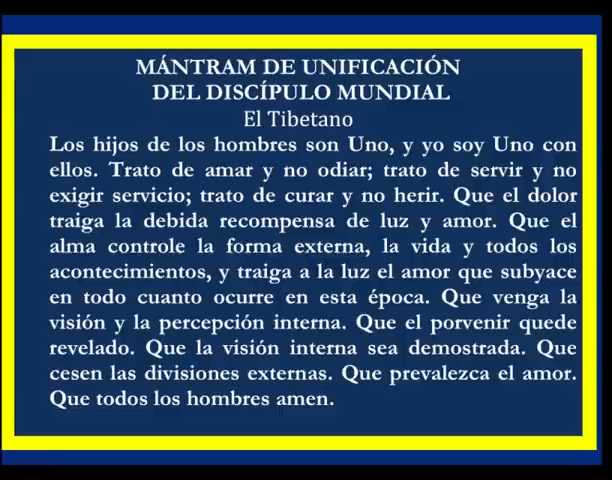 MÁNTRAM DE UNIFICACIÓN
DEL DISCÍPULO MUNDIAL
El Tibetano
Los hijos de los hombres son Uno, y yo soy Uno con
ellos. Trato de amar y no odiar; trato de servir y no
exigir servicio; trato de curar y no herir. Que el dolor
traiga la debida recompensa de luz y amor. Que el
alma controle la forma externa, la vida y todos los
acontecimientos, y traiga a la luz el amor que subyace
en todo cuanto ocurre en esta época. Que venga la
visión y la percepción interna. Que el porvenir quede
revelado. Que la visión interna sea demostrada. Que
cesen las divisiones externas. Que prevalezca el amor.
Que todos los hombres amen.